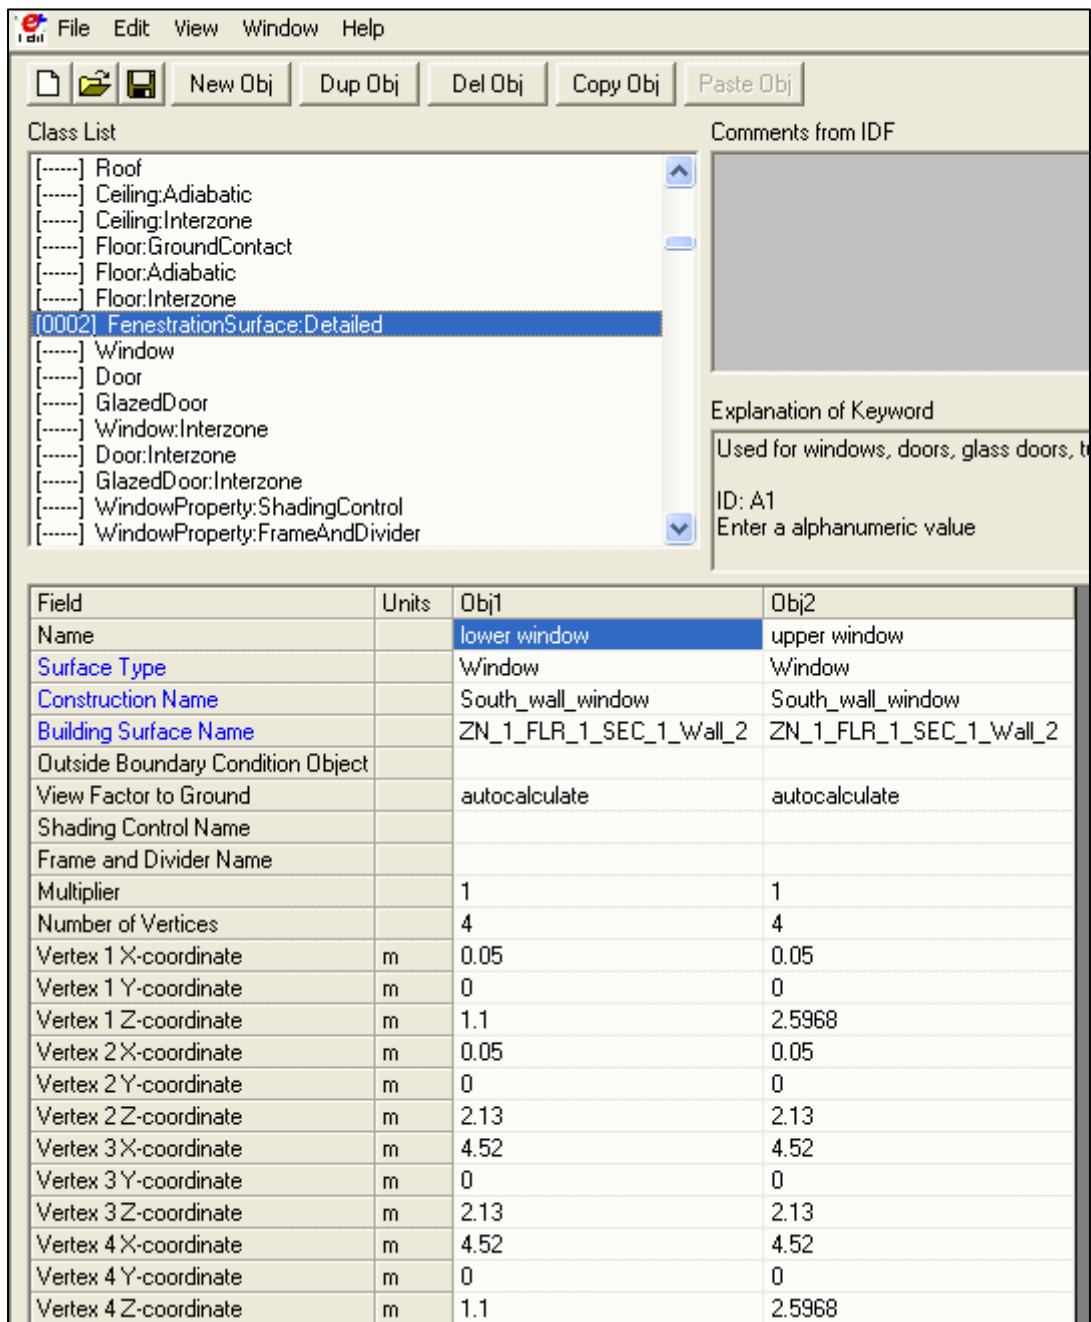 File Edit View Window Help
New Obj Dup Obj Del Obj Copy Obj Paste Obj
Class List Comments from IDF
[------] Roof
[------] Ceiling:Adiabatic
[------] Ceiling:Interzone
[------] Floor:GroundContact
[------] Floor:Adiabatic
[------] Floor:Interzone
[0002] FenestrationSurface:Detailed
[------] Window
[------] Door
[------] GlazedDoor
[------] Window:Interzone
[------] Door:Interzone
[------] GlazedDoor:Interzone
[------] WindowProperty:ShadingControl
[------] WindowProperty:FrameAndDivider
Explanation of Keyword
Used for windows, doors, glass doors,
ID: A1
Enter a alphanumeric value
Field Units Obj1 Obj2
Name lower window upper window
Surface Type Window Window
Construction Name South_wall_window South_wall_window
Building Surface Name ZN_1_FLR_1_SEC_1_Wall_2 ZN_1_FLR_1_SEC_1_Wall_2
Outside Boundary Condition Object
View Factor to Ground autocalculate autocalculate
Shading Control Name
Frame and Divider Name
Multiplier 1 1
Number of Vertices 4 4
Vertex 1 X-coordinate m 0.05 0.05
Vertex 1 Y-coordinate m 0 0
Vertex 1 Z-coordinate m 1.1 2.5968
Vertex 2 X-coordinate m 0.05 0.05
Vertex 2 Y-coordinate m 0 0
Vertex 2 Z-coordinate m 2.13 2.13
Vertex 3 X-coordinate m 4.52 4.52
Vertex 3 Y-coordinate m 0 0
Vertex 3 Z-coordinate m 2.13 2.13
Vertex 4 X-coordinate m 4.52 4.52
Vertex 4 Y-coordinate m 0 0
Vertex 4 Z-coordinate m 1.1 2.5968